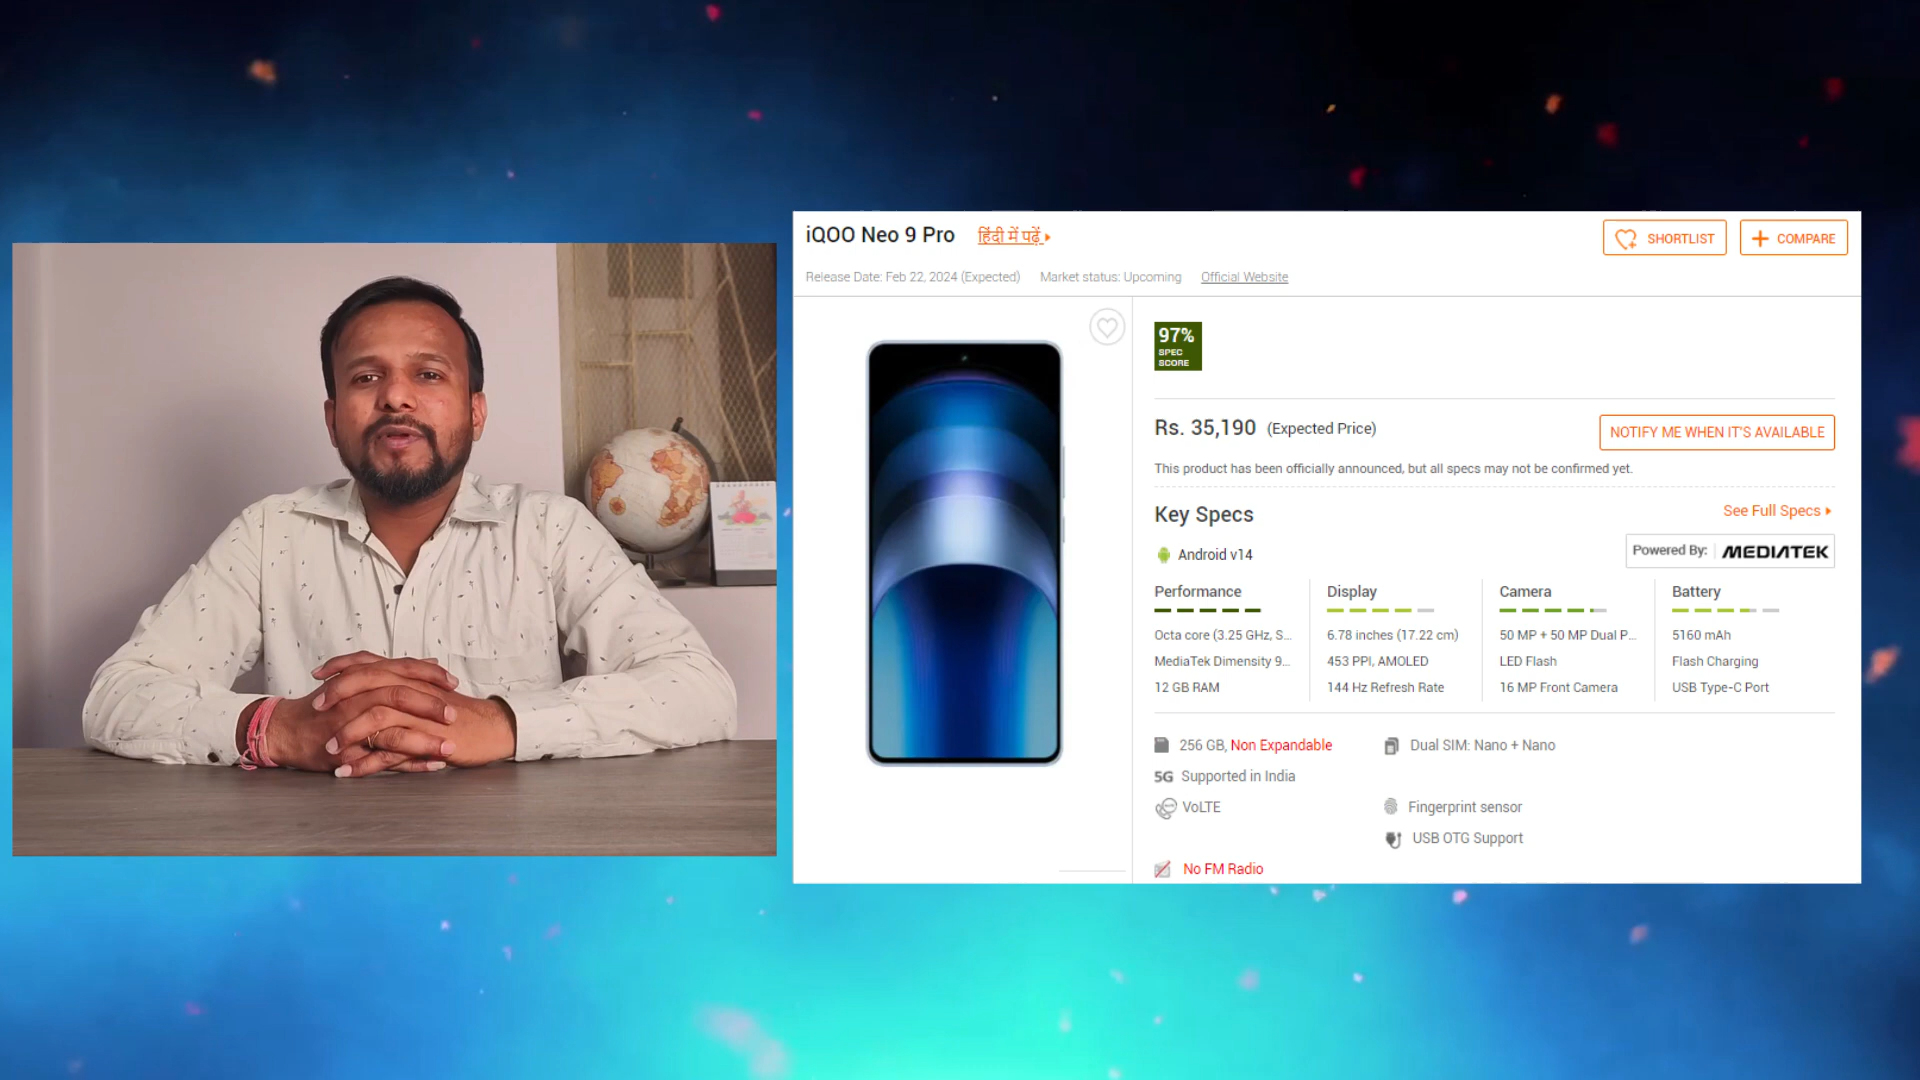 iQOO Neo 9 Pro हिंदी में पढ़ें
SHORTLIST
COMPARE
Release Date: Feb 22, 2024 (Expected) Market status: Upcoming Official Website
97%
SPEC
SCORE
Rs. 35,190 (Expected Price)
NOTIFY ME WHEN IT'S AVAILABLE
This product has been officially announced, but all specs may not be confirmed yet.
Key Specs
See Full Specs
Android v14
Powered By: MEDIATEK
Performance
Octa core (3.25 GHz, S...
MediaTek Dimensity 9...
12 GB RAM
Display
6.78 inches (17.22 cm)
453 PPI, AMOLED
144 Hz Refresh Rate
Camera
50 MP + 50 MP Dual P...
LED Flash
16 MP Front Camera
Battery
5160 mAh
Flash Charging
USB Type-C Port
256 GB, Non Expandable
Dual SIM: Nano + Nano
5G Supported in India
VoLTE
Fingerprint sensor
USB OTG Support
No FM Radio